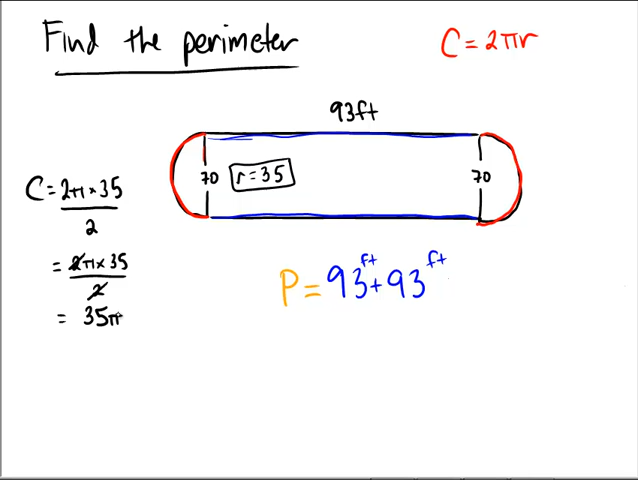 Find the perimeter
C = 2πr
93ft
70
r = 35
70
C = 2π × 35
2
= 2π × 35
2
= 35π
P = 93ft + 93ft